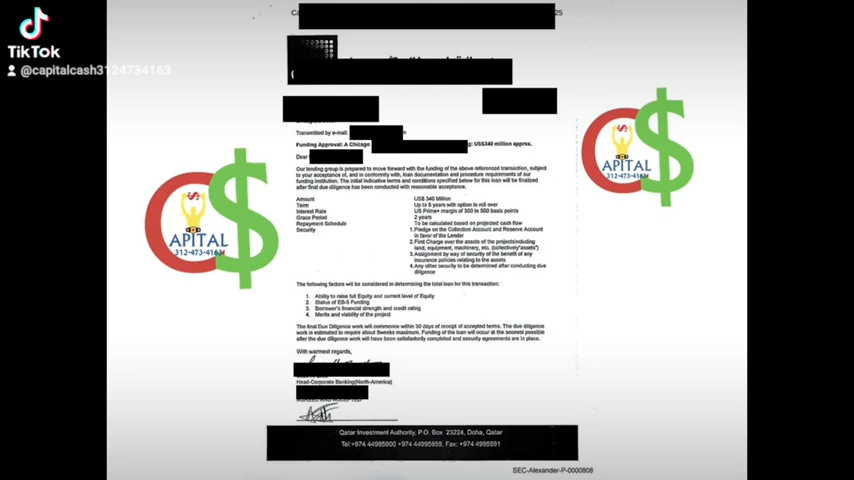 TikTok
@capitalcash3124734163
25
Transmitted by e-mail:
Funding Approval: A Chicago g: US$340 million approx.
Dear
Our lending group is prepared to move forward with the funding of the above referenced transaction, subject
to your acceptance of, and in conformity with, loan documentation and procedure requirements of our
funding institution. The initial indicative terms and conditions specified below for this loan will be finalized
after final due diligence has been conducted with reasonable acceptance.
Amount US$ 340 Million
Term Up to 8 years with option to roll over
Interest Rate US Prime+ margin of 300 to 500 basis points
Grace Period 2 years
Repayment Schedule To be calculated based on projected cash flow
Security 1. Pledge on the Collection Account and Reserve Account
in favor of the Lender
2. First Charge over the assets of the project including
land, equipment, machinery, etc. (collectively "assets")
3. Assignment by way of security of the benefit of any
insurance policies relating to the assets
4. Any other security to be determined after conducting due
diligence
The following factors will be considered in determining the total loan for this transaction:
1. Ability to raise full Equity and current level of Equity
2. Status of EB-5 Funding
3. Borrower's financial strength and credit rating
4. Merits and viability of the project
The final Due Diligence work will commence within 30 days of receipt of accepted terms. The due diligence
work is estimated to require about 8weeks maximum. Funding of the loan will occur at the soonest possible
after the due diligence work have been satisfactorily completed and security agreements are in place.
With warmest regards,
Head-Corporate Banking(North-America)
AGREED AND ACCEPTED
Qatar Investment Authority, P.O. Box 23224, Doha, Qatar
Tel:+974 44995900 +974 44995859, Fax: +974 4995991
SEC-Alexander-P-0000808
APITAL
312-473-4163
APITAL
312-473-4163